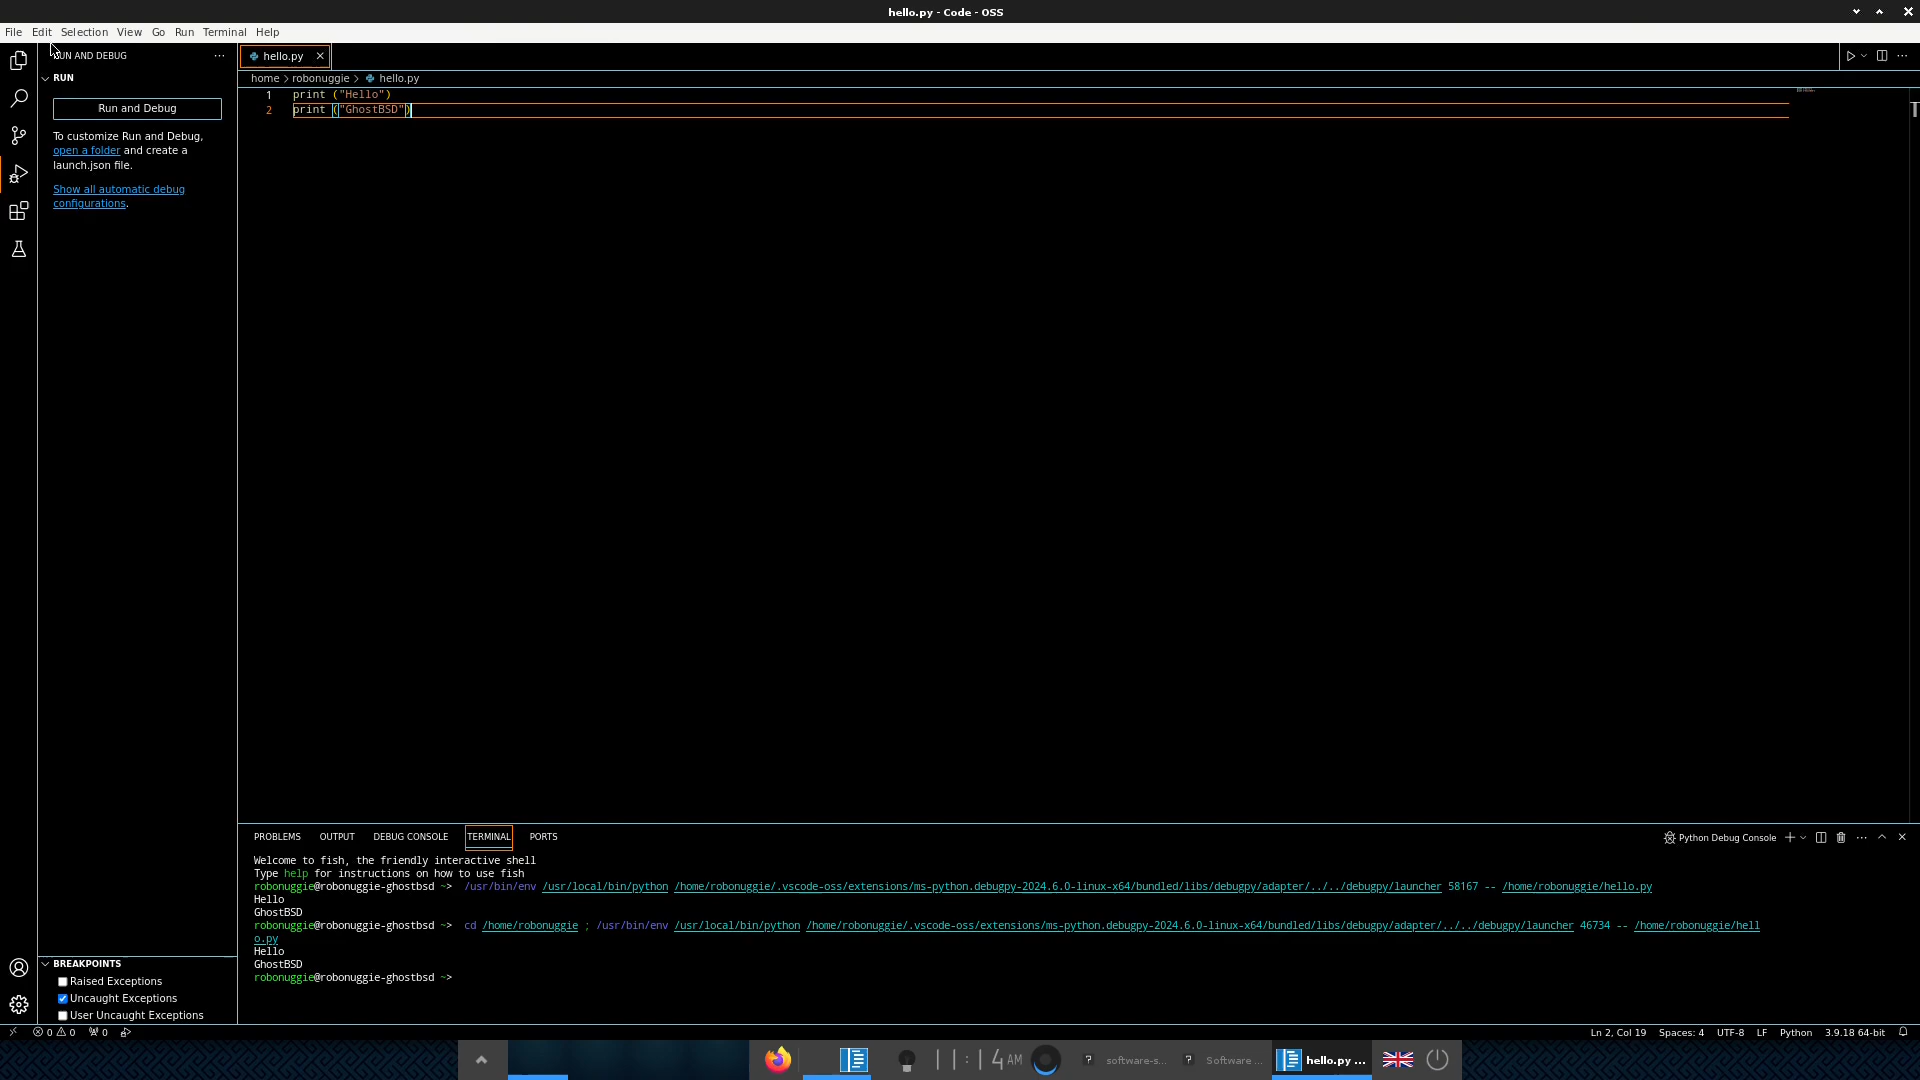 hello.py - Code - OSS
File Edit Selection View Go Run Terminal Help
RUN AND DEBUG
RUN
Run and Debug
To customize Run and Debug,
open a folder and create a
launch.json file.
Show all automatic debug
configurations.
hello.py
home > robonuggie > hello.py
1 print ("Hello")
2 print ("GhostBSD")
PROBLEMS OUTPUT DEBUG CONSOLE TERMINAL PORTS
Python Debug Console
Welcome to fish, the friendly interactive shell
Type help for instructions on how to use fish
robonuggie@robonuggie-ghostbsd ~> /usr/bin/env /usr/local/bin/python /home/robonuggie/.vscode-oss/extensions/ms-python.debugpy-2024.6.0-linux-x64/bundled/libs/debugpy/adapter/../../debugpy/launcher 58167 -- /home/robonuggie/hello.py
Hello
GhostBSD
robonuggie@robonuggie-ghostbsd ~> cd /home/robonuggie ; /usr/bin/env /usr/local/bin/python /home/robonuggie/.vscode-oss/extensions/ms-python.debugpy-2024.6.0-linux-x64/bundled/libs/debugpy/adapter/../../debugpy/launcher 46734 -- /home/robonuggie/hell
o.py
Hello
GhostBSD
robonuggie@robonuggie-ghostbsd ~>
BREAKPOINTS
Raised Exceptions
Uncaught Exceptions
User Uncaught Exceptions
0 0 0
Ln 2, Col 19 Spaces: 4 UTF-8 LF Python 3.9.18 64-bit
AM
software-s...
Software ...
hello.py ...